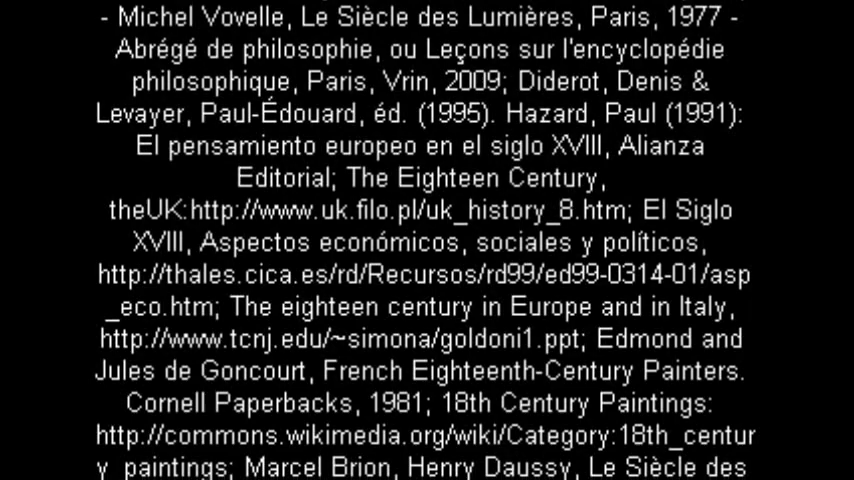 - Michel Vovelle, Le Siècle des Lumières, Paris, 1977 -
Abrégé de philosophie, ou Leçons sur l'encyclopédie
philosophique, Paris, Vrin, 2009; Diderot, Denis &
Levayer, Paul-Édouard, éd. (1995). Hazard, Paul (1991):
El pensamiento europeo en el siglo XVIII, Alianza
Editorial; The Eighteen Century,
theUK:http://www.uk.filo.pl/uk_history_8.htm; El Siglo
XVIII, Aspectos económicos, sociales y políticos,
http://thales.cica.es/rd/Recursos/rd99/ed99-0314-01/asp
_eco.htm; The eighteen century in Europe and in Italy,
http://www.tcnj.edu/~simona/goldoni1.ppt; Edmond and
Jules de Goncourt, French Eighteenth-Century Painters.
Cornell Paperbacks, 1981; 18th Century Paintings:
http://commons.wikimedia.org/wiki/Category:18th_centur
y_paintings; Marcel Brion, Henry Daussy, Le Siècle des